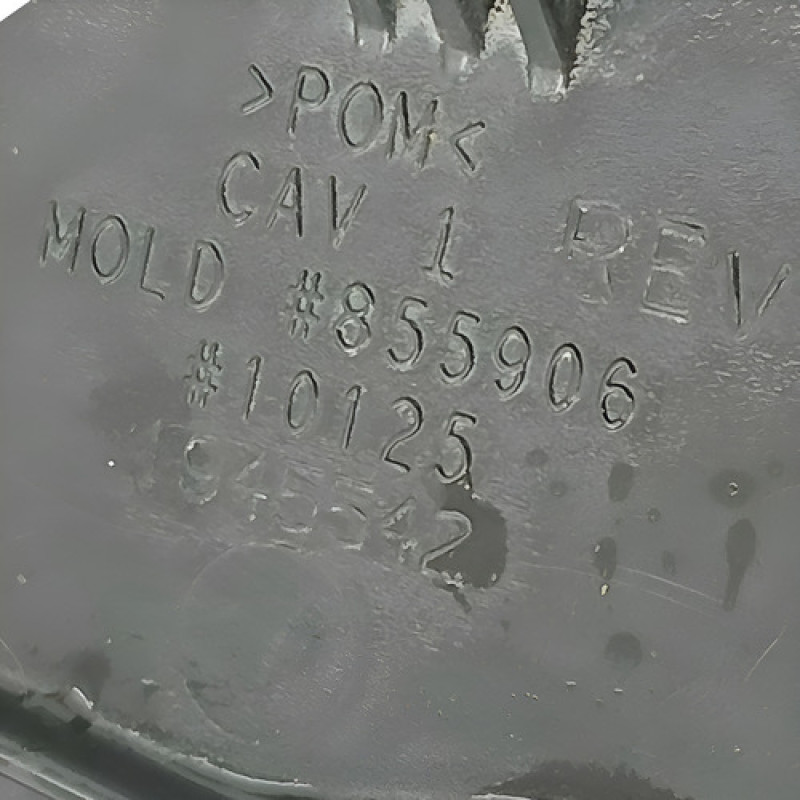 >POM<
CAV 1 REV
MOLD #855906
#10125